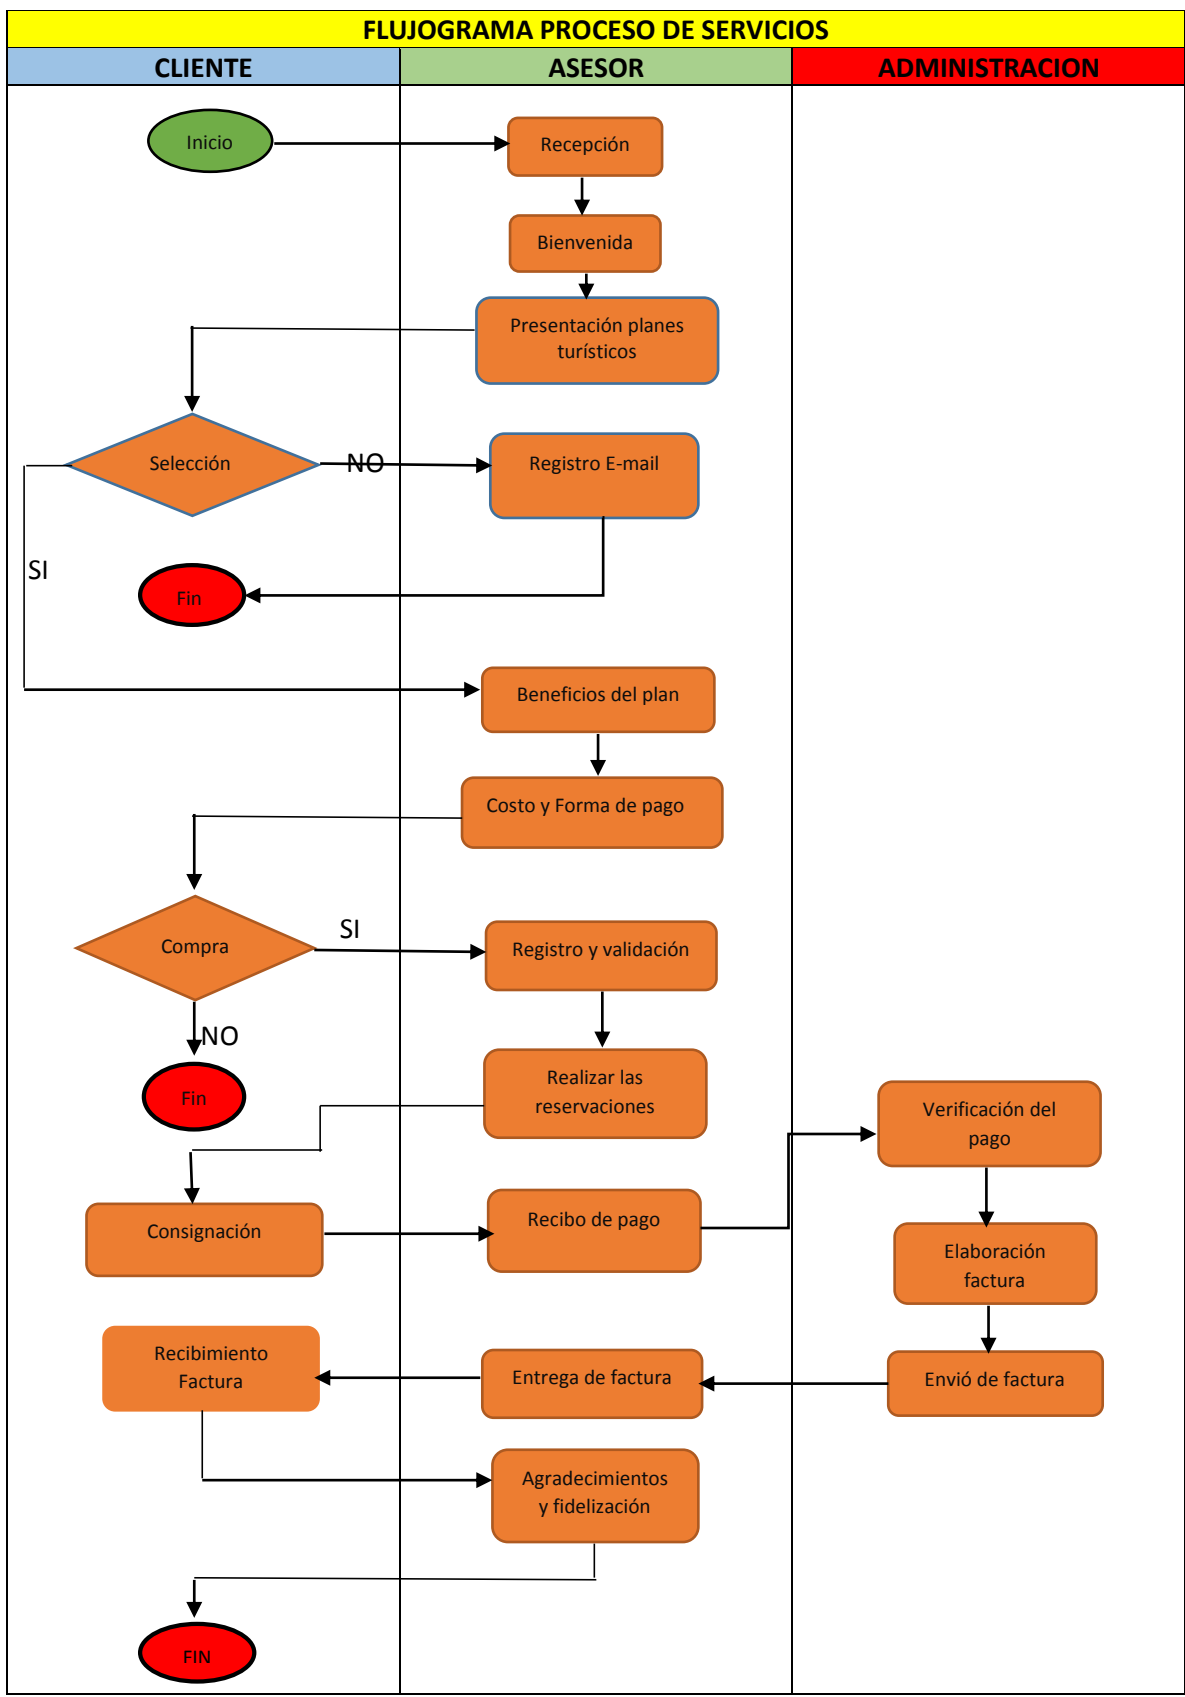 FLUJOGRAMA PROCESO DE SERVICIOS
CLIENTE
ASESOR
ADMINISTRACION
Inicio
Recepción
Bienvenida
Presentación planes
turísticos
Selección
NO
Registro E-mail
SI
Fin
Beneficios del plan
Costo y Forma de pago
Compra
SI
Registro y validación
NO
Fin
Realizar las
reservaciones
Verificación del
pago
Consignación
Recibo de pago
Elaboración
factura
Recibimiento
Factura
Entrega de factura
Envió de factura
Agradecimientos
y fidelización
FIN